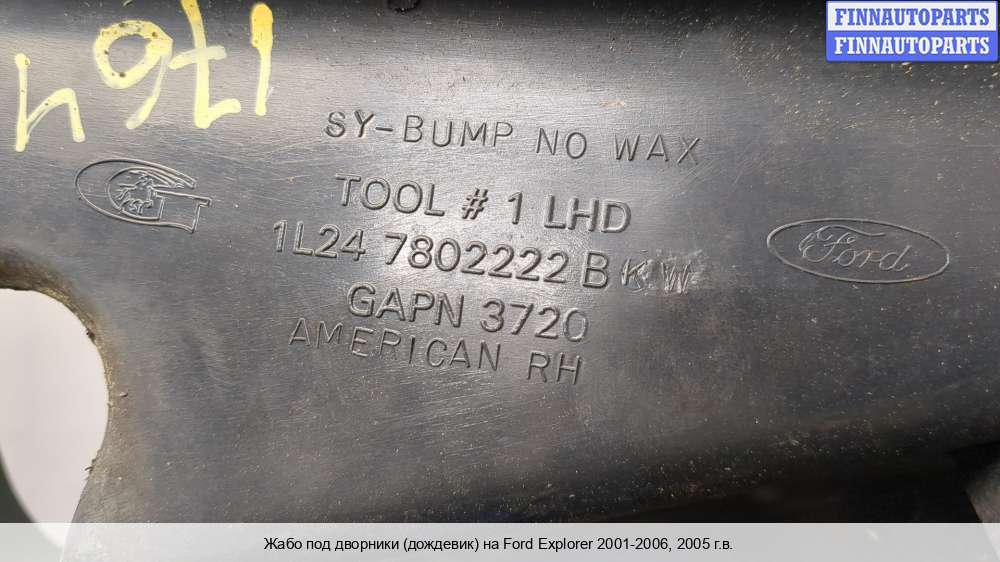 FINNAUTOPARTS
FINNAUTOPARTS
176
4
SY-BUMP NO WAX
TOOL # 1 LHD
1L24 7802222 B K W
GAPN 3720
AMERICAN RH
Ford
Жабо под дворники (дождевик) на Ford Explorer 2001-2006, 2005 г.в.